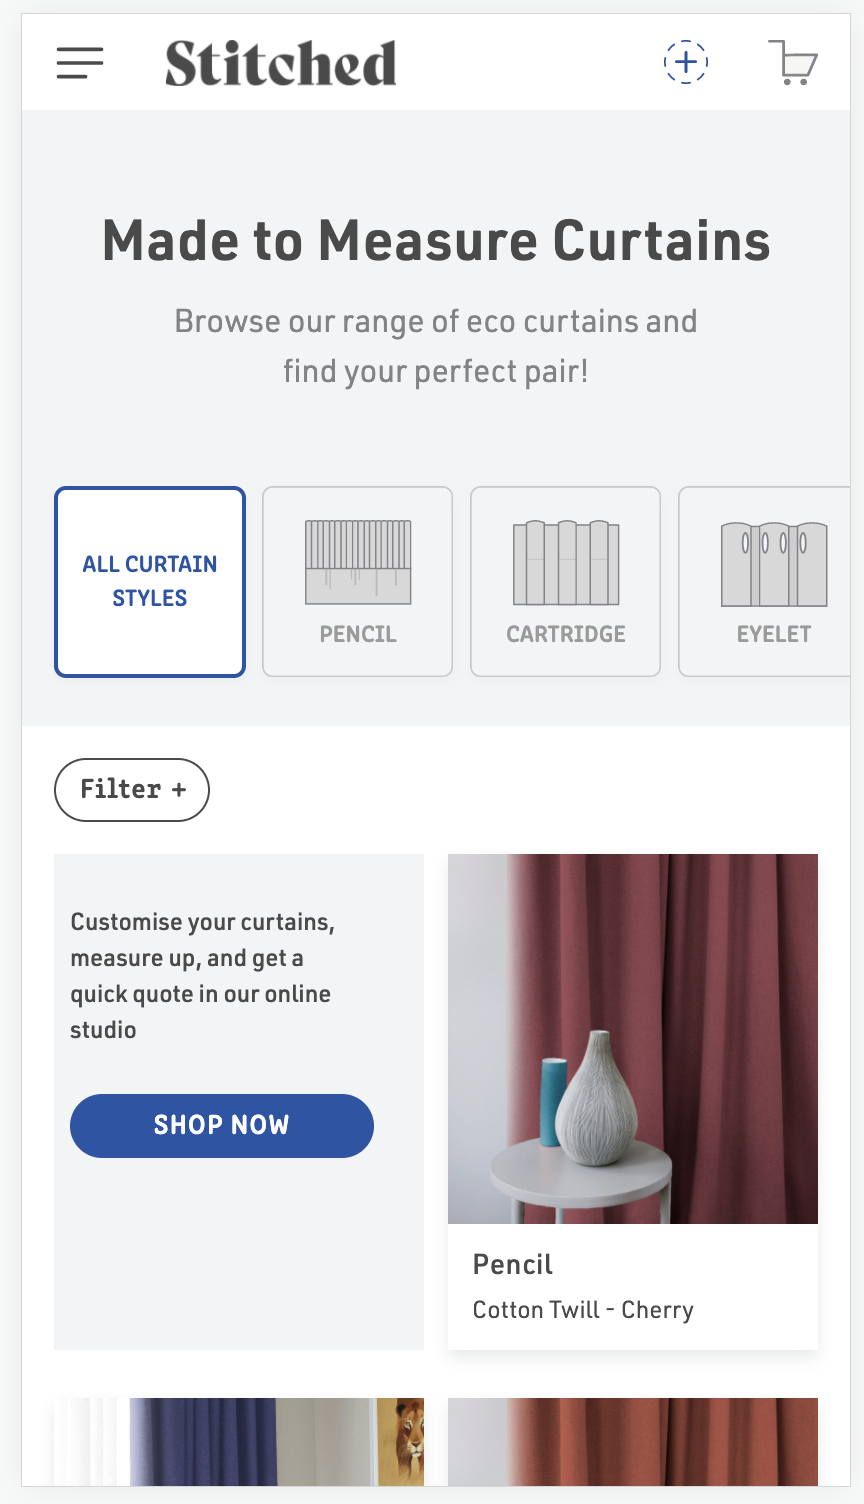 Stitched
Made to Measure Curtains
Browse our range of eco curtains and
find your perfect pair!
ALL CURTAIN
STYLES
PENCIL
CARTRIDGE
EYELET
Filter +
Customise your curtains,
measure up, and get a
quick quote in our online
studio
SHOP NOW
Pencil
Cotton Twill - Cherry